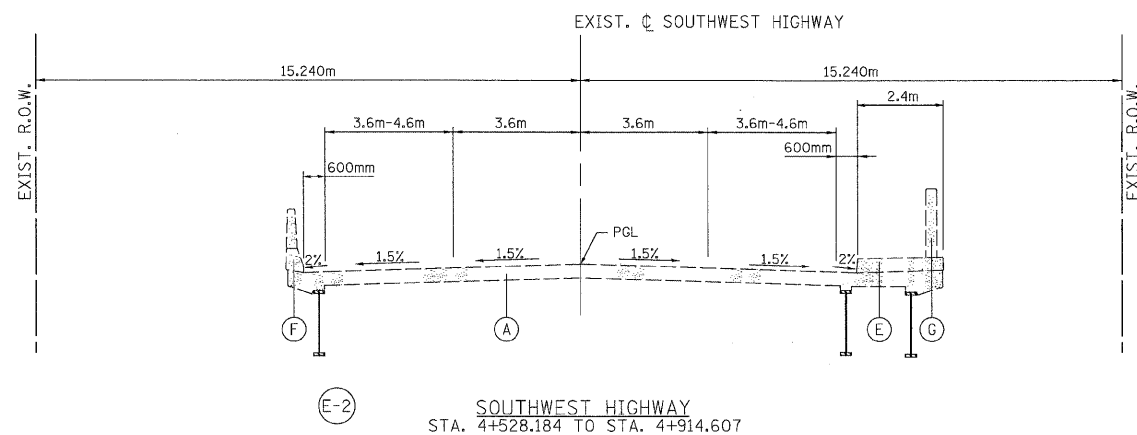 EXIST. ℄ SOUTHWEST HIGHWAY
15.240m
15.240m
EXIST. R.O.W.
EXIST. R.O.W.
2.4m
3.6m-4.6m
3.6m
3.6m
3.6m-4.6m
600mm
600mm
PGL
2%
1.5%
1.5%
1.5%
1.5%
2%
F
A
E
G
E-2
SOUTHWEST HIGHWAY
STA. 4+528.184 TO STA. 4+914.607